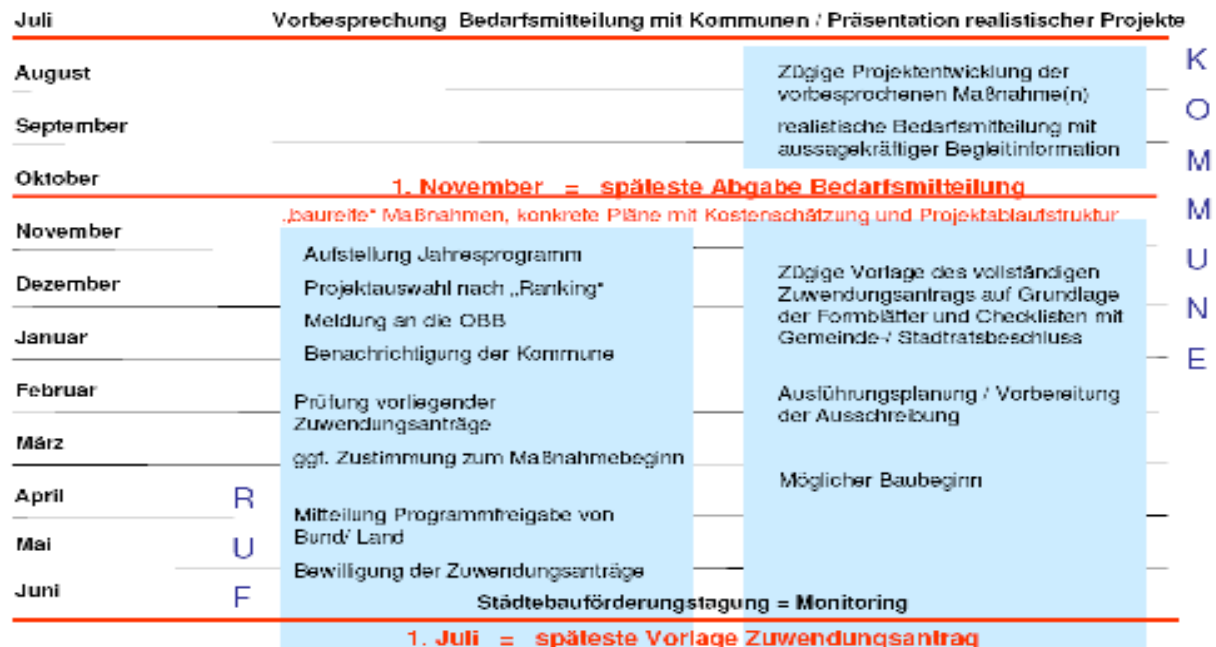 Juli Vorbesprechung Bedarfsmitteilung mit Kommunen / Präsentation realistischer Projekte
August
September
Oktober
Zügige Projektentwicklung der
vorbesprochenen Maßnahme(n)
realistische Bedarfsmitteilung mit
aussagekräftiger Begleitinformation
1. November = späteste Abgabe Bedarfsmitteilung
„baureife“ Maßnahmen, konkrete Pläne mit Kostenschätzung und Projektablaufstruktur
November
Dezember
Januar
Februar
März
April
Mai
Juni
R
U
F
Aufstellung Jahresprogramm
Projektauswahl nach „Ranking“
Meldung an die OBB
Benachrichtigung der Kommune
Prüfung vorliegender
Zuwendungsanträge
ggf. Zustimmung zum Maßnahmebeginn
Mitteilung Programmfreigabe von
Bund/ Land
Bewilligung der Zuwendungsanträge
Zügige Vorlage des vollständigen
Zuwendungsantrags auf Grundlage
der Formblätter und Checklisten mit
Gemeinde-/ Stadtratsbeschluss
Ausführungsplanung / Vorbereitung
der Ausschreibung
Möglicher Baubeginn
K
O
M
M
U
N
E
Städtebauförderungstagung = Monitoring
1. Juli = späteste Vorlage Zuwendungsantrag